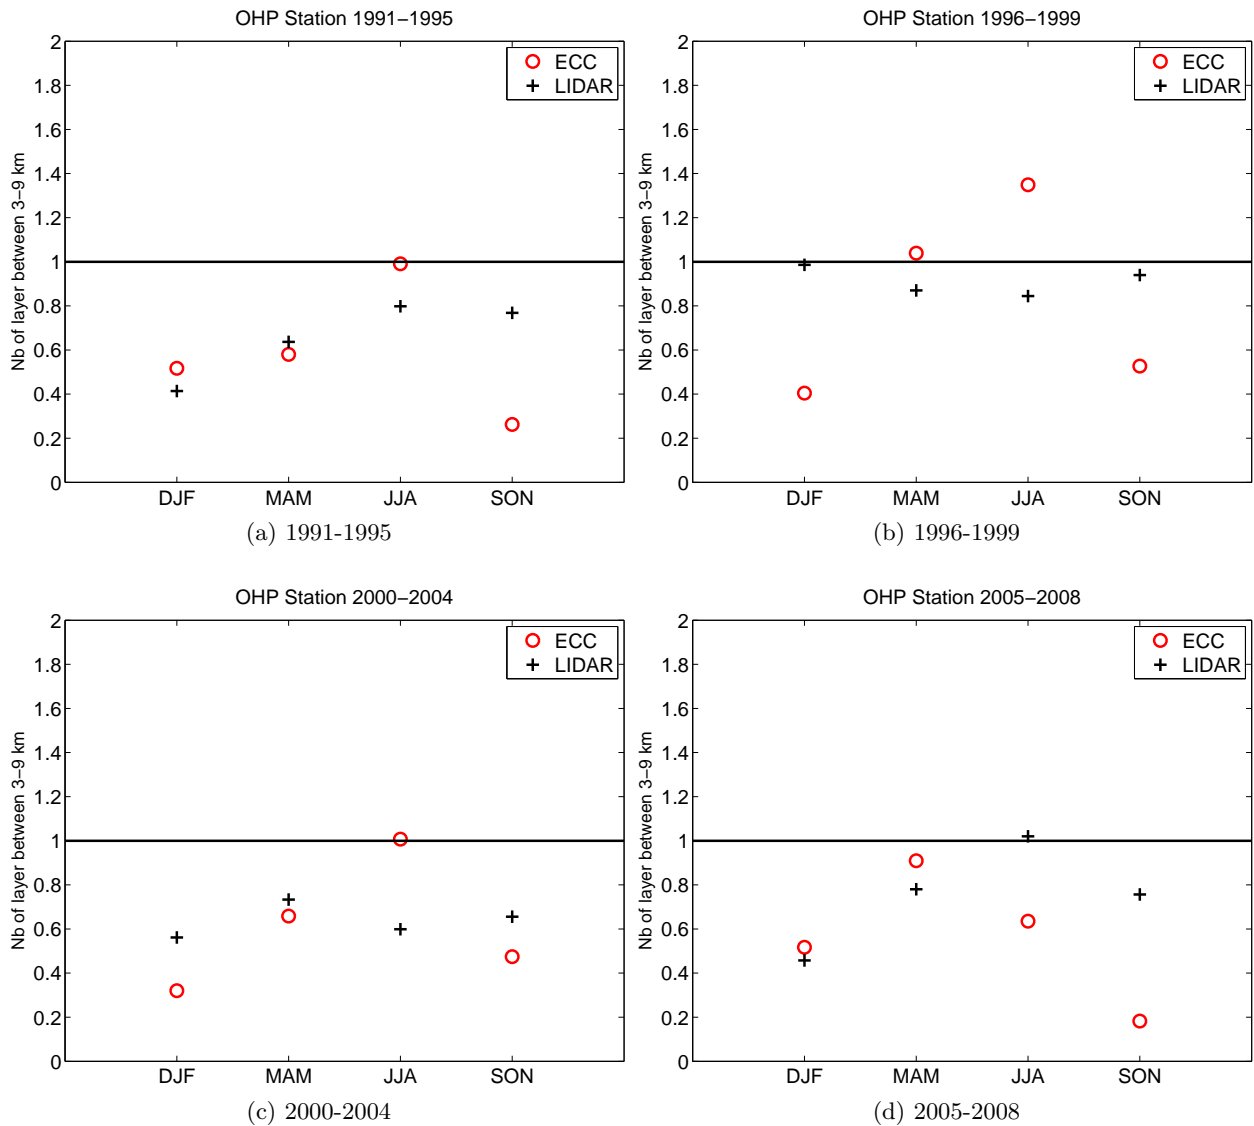 OHP Station 1991−1995
Nb of layer between 3−9 km
2
1.8
1.6
1.4
1.2
1
0.8
0.6
0.4
0.2
0
ECC
LIDAR
DJF MAM JJA SON
(a) 1991-1995
OHP Station 1996−1999
Nb of layer between 3−9 km
2
1.8
1.6
1.4
1.2
1
0.8
0.6
0.4
0.2
0
ECC
LIDAR
DJF MAM JJA SON
(b) 1996-1999
OHP Station 2000−2004
Nb of layer between 3−9 km
2
1.8
1.6
1.4
1.2
1
0.8
0.6
0.4
0.2
0
ECC
LIDAR
DJF MAM JJA SON
(c) 2000-2004
OHP Station 2005−2008
Nb of layer between 3−9 km
2
1.8
1.6
1.4
1.2
1
0.8
0.6
0.4
0.2
0
ECC
LIDAR
DJF MAM JJA SON
(d) 2005-2008